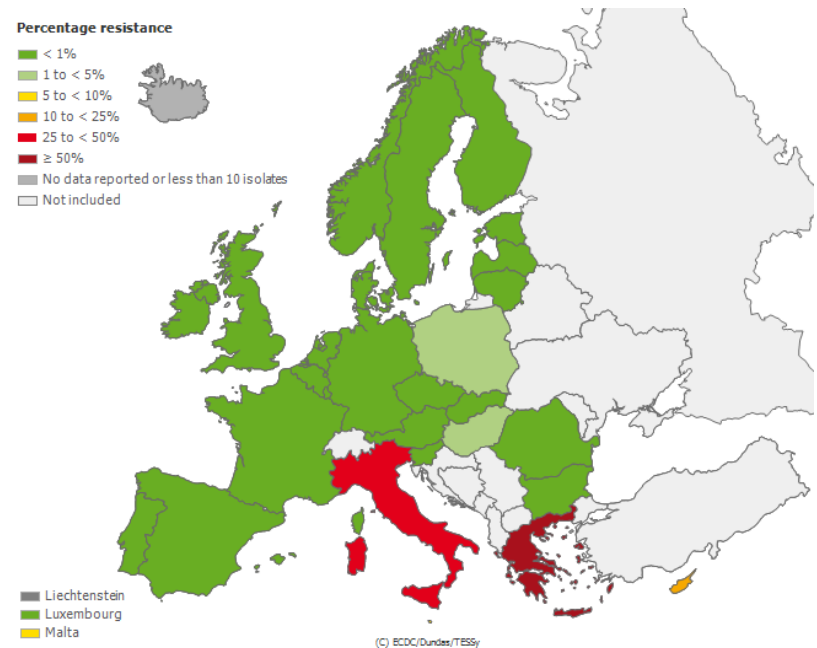 Percentage resistance
< 1%
1 to < 5%
5 to < 10%
10 to < 25%
25 to < 50%
≥ 50%
No data reported or less than 10 isolates
Not included
Liechtenstein
Luxembourg
Malta
(C) ECDC/Dundas/TESSy